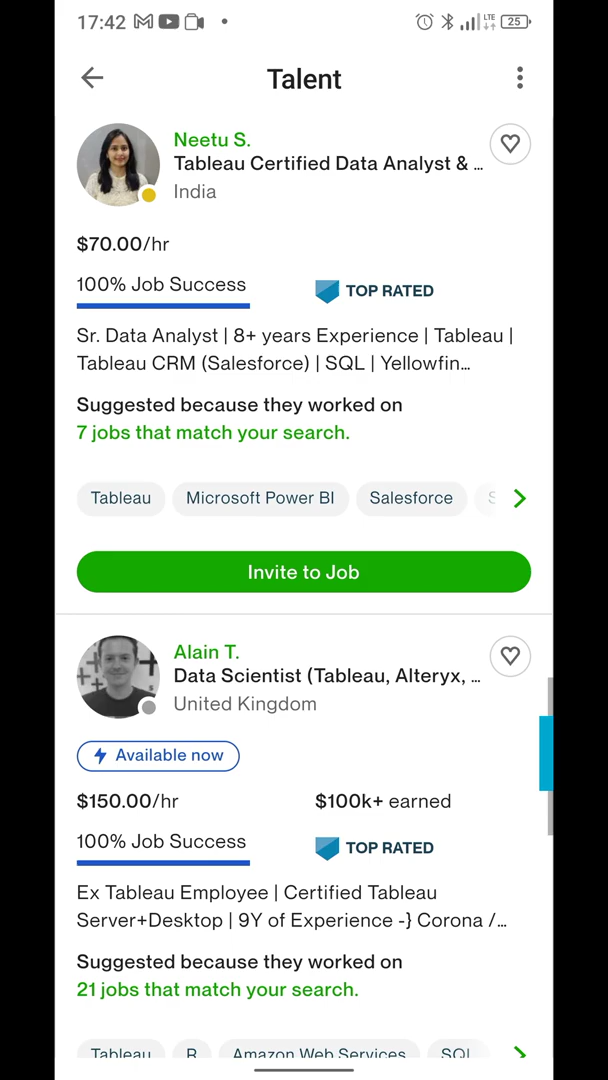 17:42 LTE 25
Talent
Neetu S.
Tableau Certified Data Analyst & ...
India
$70.00/hr
100% Job Success TOP RATED
Sr. Data Analyst | 8+ years Experience | Tableau |
Tableau CRM (Salesforce) | SQL | Yellowfin...
Suggested because they worked on
7 jobs that match your search.
Tableau Microsoft Power BI Salesforce S
Invite to Job
Alain T.
Data Scientist (Tableau, Alteryx, ...
United Kingdom
Available now
$150.00/hr $100k+ earned
100% Job Success TOP RATED
Ex Tableau Employee | Certified Tableau
Server+Desktop | 9Y of Experience -} Corona /...
Suggested because they worked on
21 jobs that match your search.
Tableau R Amazon Web Services SQL